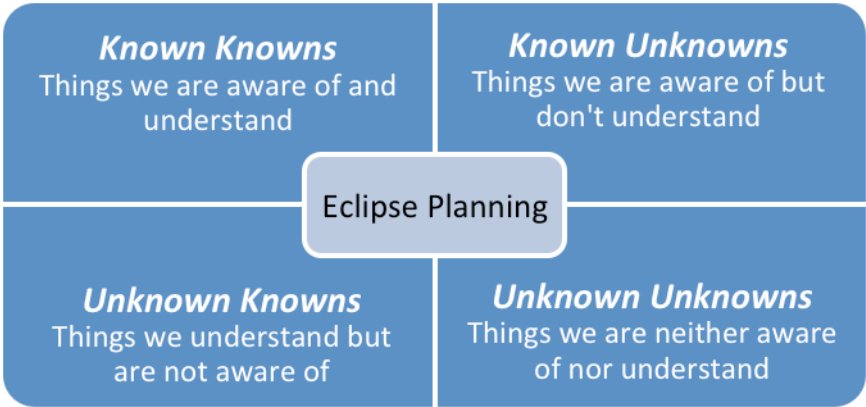 Known Knowns
Things we are aware of and
understand
Known Unknowns
Things we are aware of but
don't understand
Eclipse Planning
Unknown Knowns
Things we understand but
are not aware of
Unknown Unknowns
Things we are neither aware
of nor understand